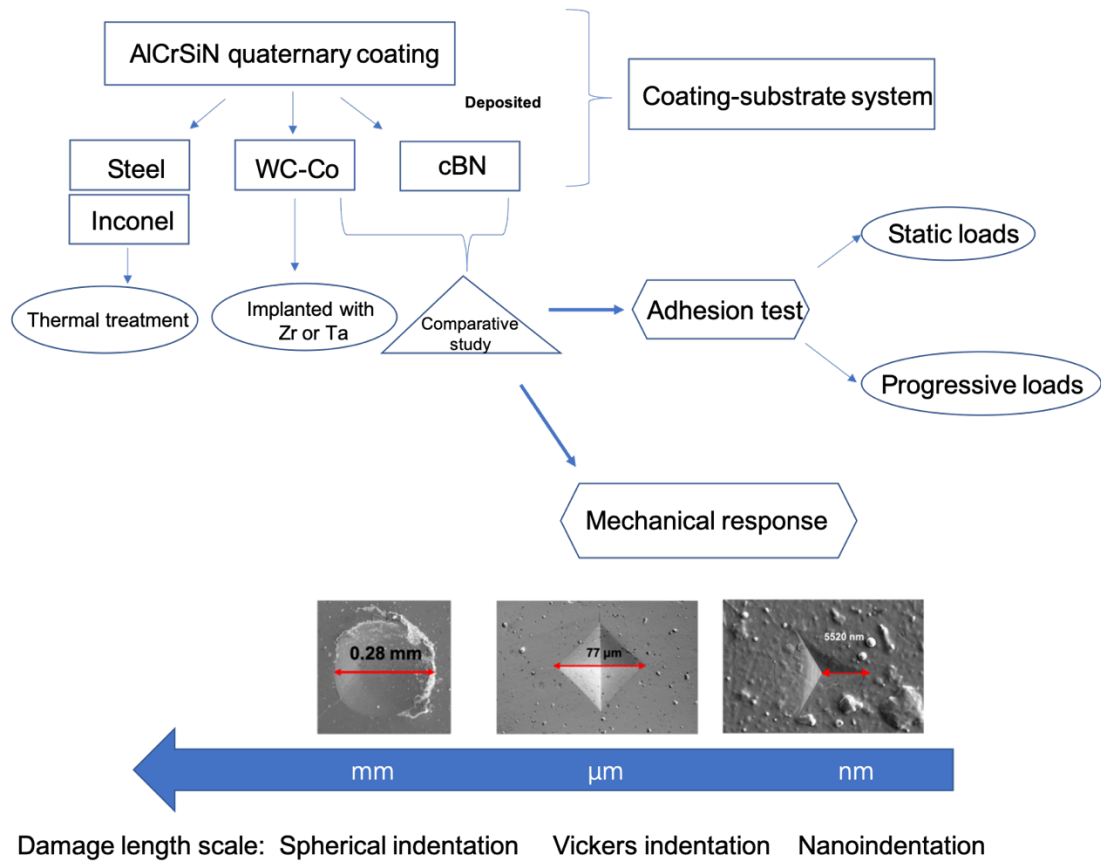 AlCrSiN quaternary coating
Deposited
Coating-substrate system
Steel
WC-Co
cBN
Inconel
Static loads
Thermal treatment
Implanted with
Zr or Ta
Comparative
study
Adhesion test
Progressive loads
Mechanical response
0.28 mm
77 µm
5520 nm
mm
µm
nm
Damage length scale: Spherical indentation Vickers indentation Nanoindentation